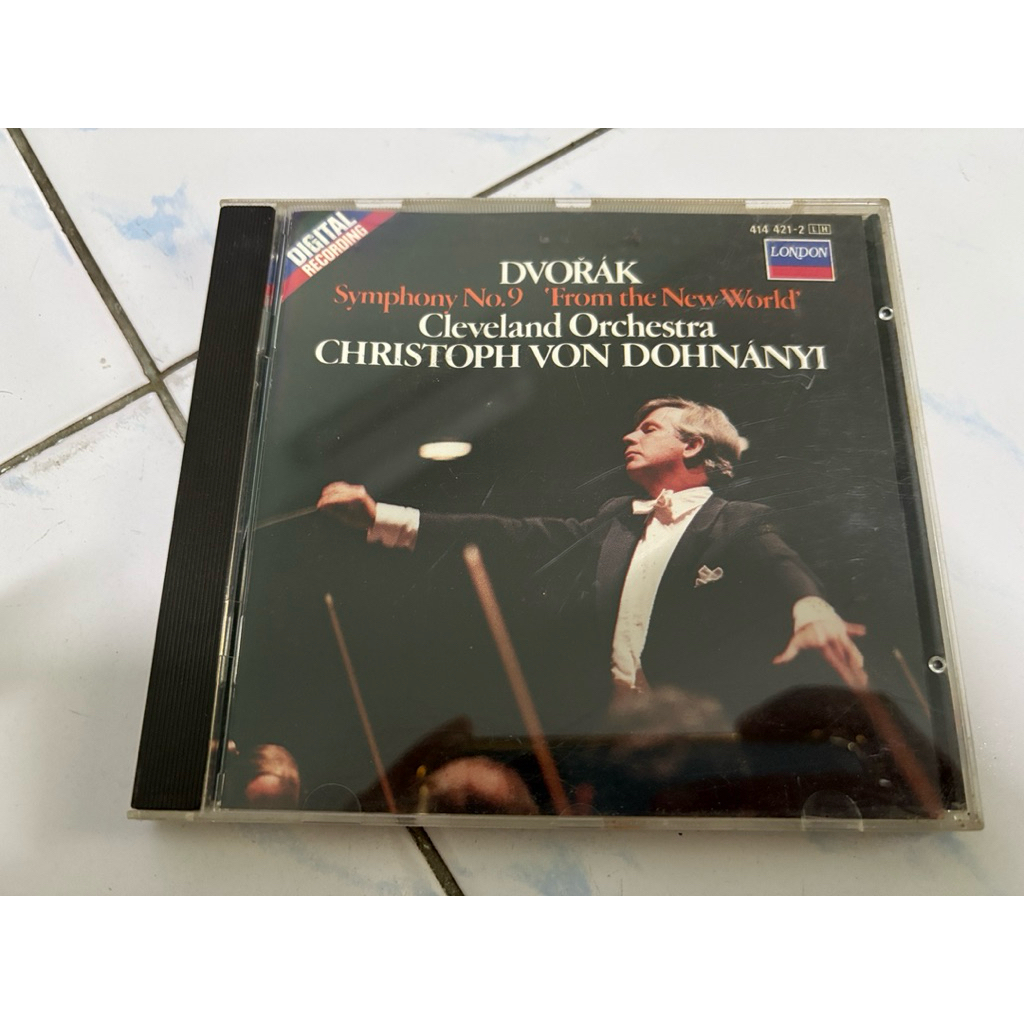 DIGITAL
RECORDING
414 421-2 LH
LONDON
DVOŘÁK
Symphony No.9 'From the New World'
Cleveland Orchestra
CHRISTOPH VON DOHNÁNYI